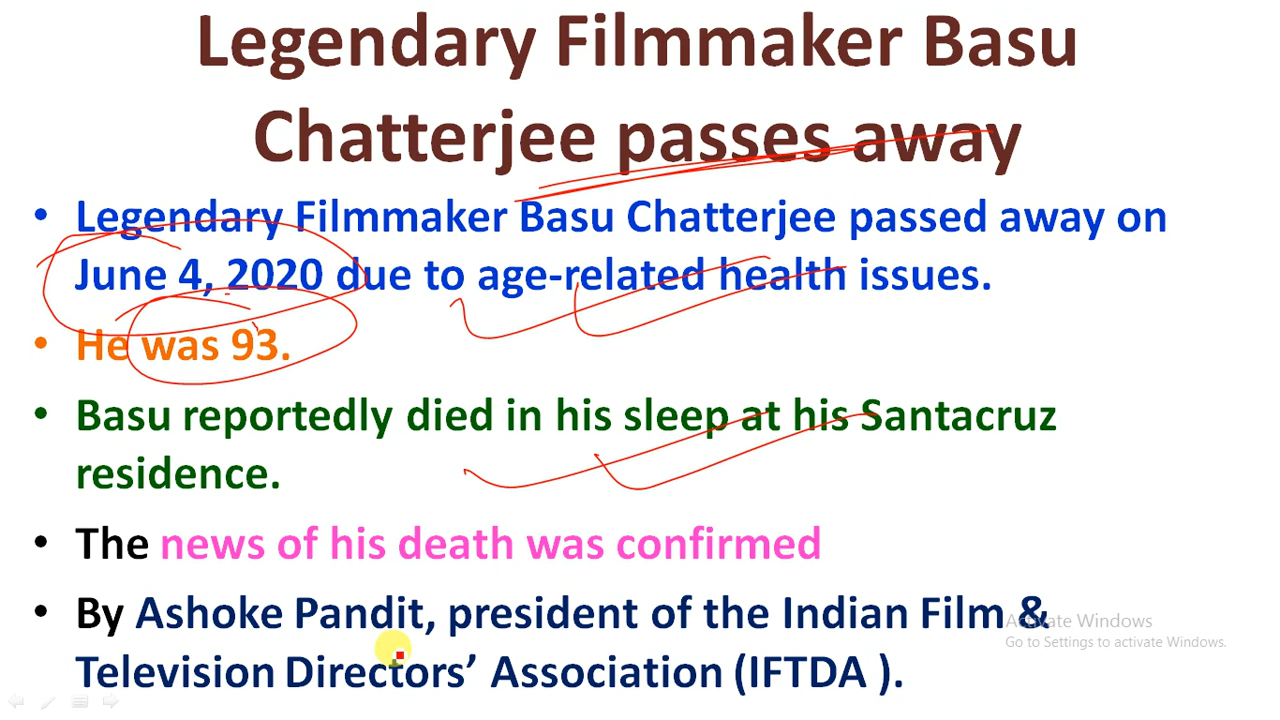 Legendary Filmmaker Basu
Chatterjee passes away
• Legendary Filmmaker Basu Chatterjee passed away on
June 4, 2020 due to age-related health issues.
• He was 93.
• Basu reportedly died in his sleep at his Santacruz
residence.
• The news of his death was confirmed
• By Ashoke Pandit, president of the Indian Film &
Television Directors’ Association (IFTDA ).
Activate Windows
Go to Settings to activate Windows.